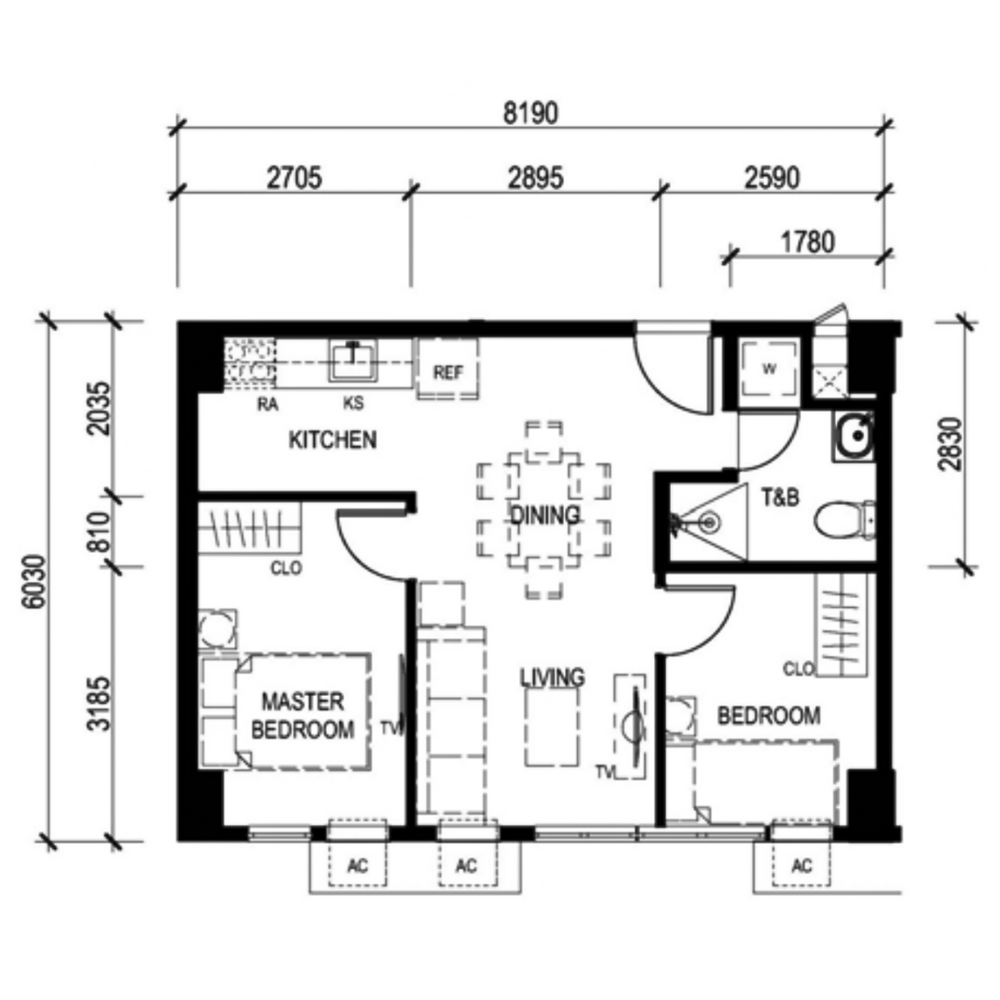 8190
2705
2895
2590
1780
2035
810
3185
6030
2830
REF
W
RA
KS
KITCHEN
DINING
T&B
CLO
MASTER
BEDROOM
TV
LIVING
TV
CLO
BEDROOM
AC
AC
AC